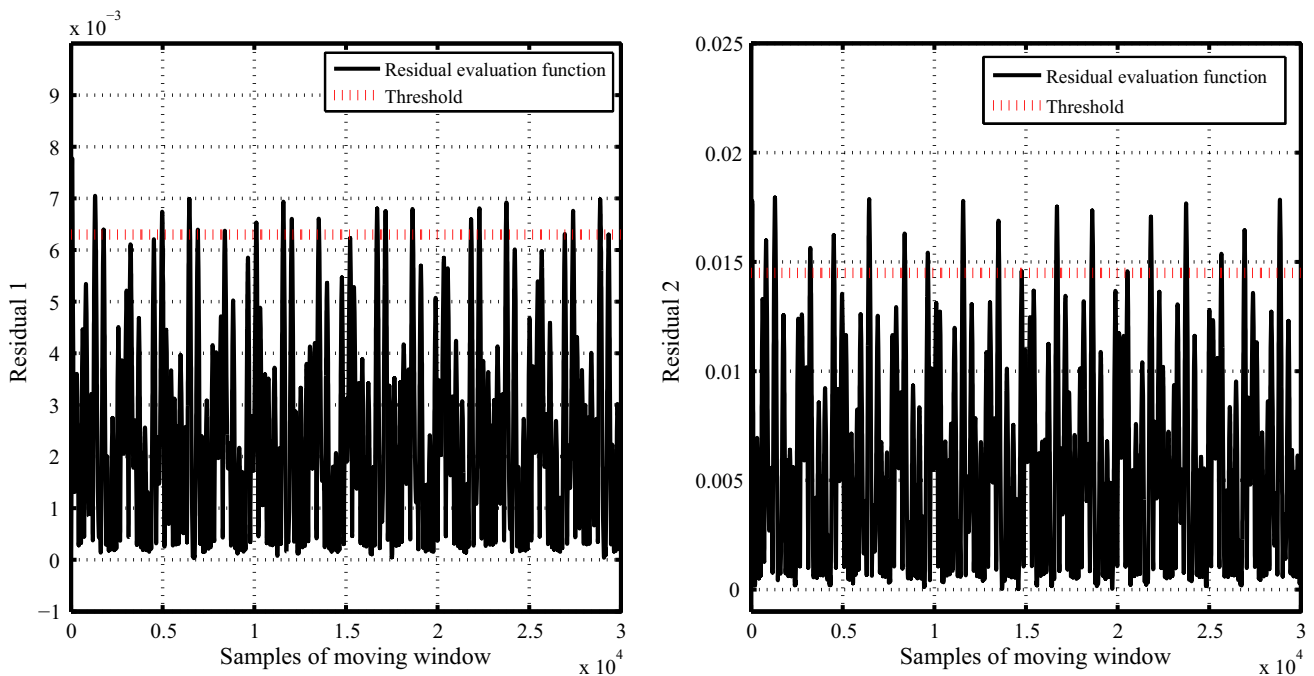 x 10⁻³
9
8
7
6
5
4
3
2
1
0
−1
Residual 1
Residual evaluation function
Threshold
0
0.5
1
1.5
2
2.5
3
x 10⁴
Samples of moving window
0.025
0.02
0.015
0.01
0.005
0
Residual 2
Residual evaluation function
Threshold
0
0.5
1
1.5
2
2.5
3
x 10⁴
Samples of moving window